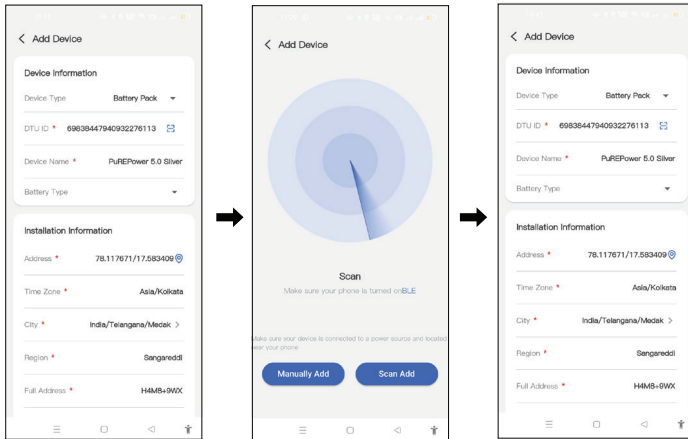 Add Device
Device Information
Device Type Battery Pack
DTU ID * 69838447940932276113
Device Name * PuREPower 5.0 Silver
Battery Type
Installation Information
Address * 78.117671/17.583409
Time Zone * Asia/Kolkata
City * India/Telangana/Medak >
Region * Sangareddi
Full Address * H4M8+9WX
Add Device
Scan
Make sure your phone is turned onBLE
Make sure your device is connected to a power source and located
near your phone
Manually Add Scan Add
Add Device
Device Information
Device Type Battery Pack
DTU ID * 69838447940932276113
Device Name * PuREPower 5.0 Silver
Battery Type
Installation Information
Address * 78.117671/17.583409
Time Zone * Asia/Kolkata
City * India/Telangana/Medak >
Region * Sangareddi
Full Address * H4M8+9WX